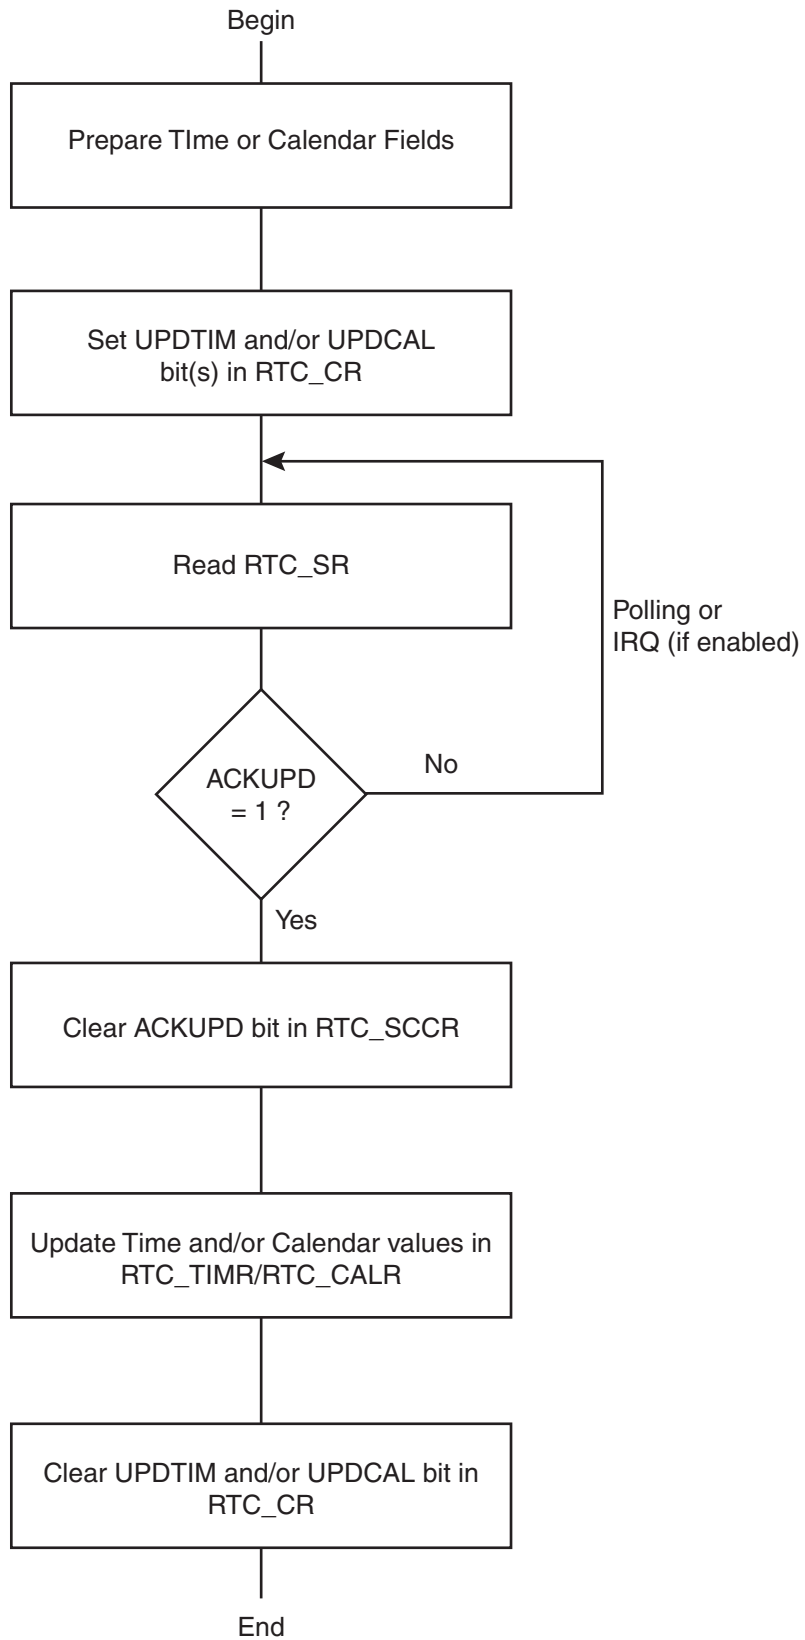 Begin
Prepare TIme or Calendar Fields
Set UPDTIM and/or UPDCAL
bit(s) in RTC_CR
Read RTC_SR
Polling or
IRQ (if enabled)
ACKUPD
= 1 ?
No
Yes
Clear ACKUPD bit in RTC_SCCR
Update Time and/or Calendar values in
RTC_TIMR/RTC_CALR
Clear UPDTIM and/or UPDCAL bit in
RTC_CR
End